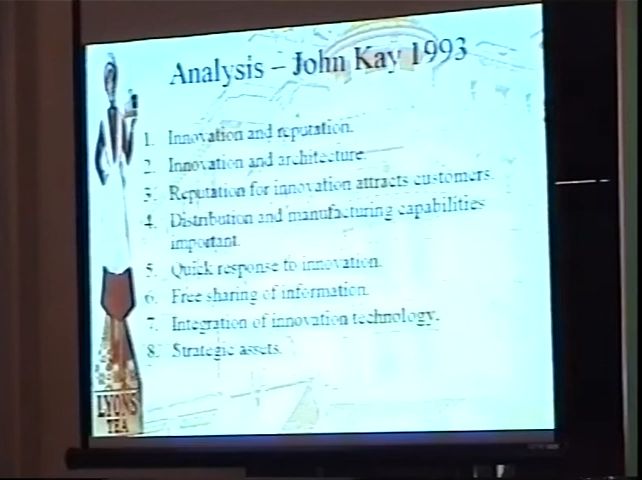 Analysis – John Kay 1993
1. Innovation and reputation.
2. Innovation and architecture.
3. Reputation for innovation attracts customers.
4. Distribution and manufacturing capabilities
important.
5. Quick response to innovation.
6. Free sharing of information.
7. Integration of innovation technology.
8. Strategic assets.
LYONS
TEA